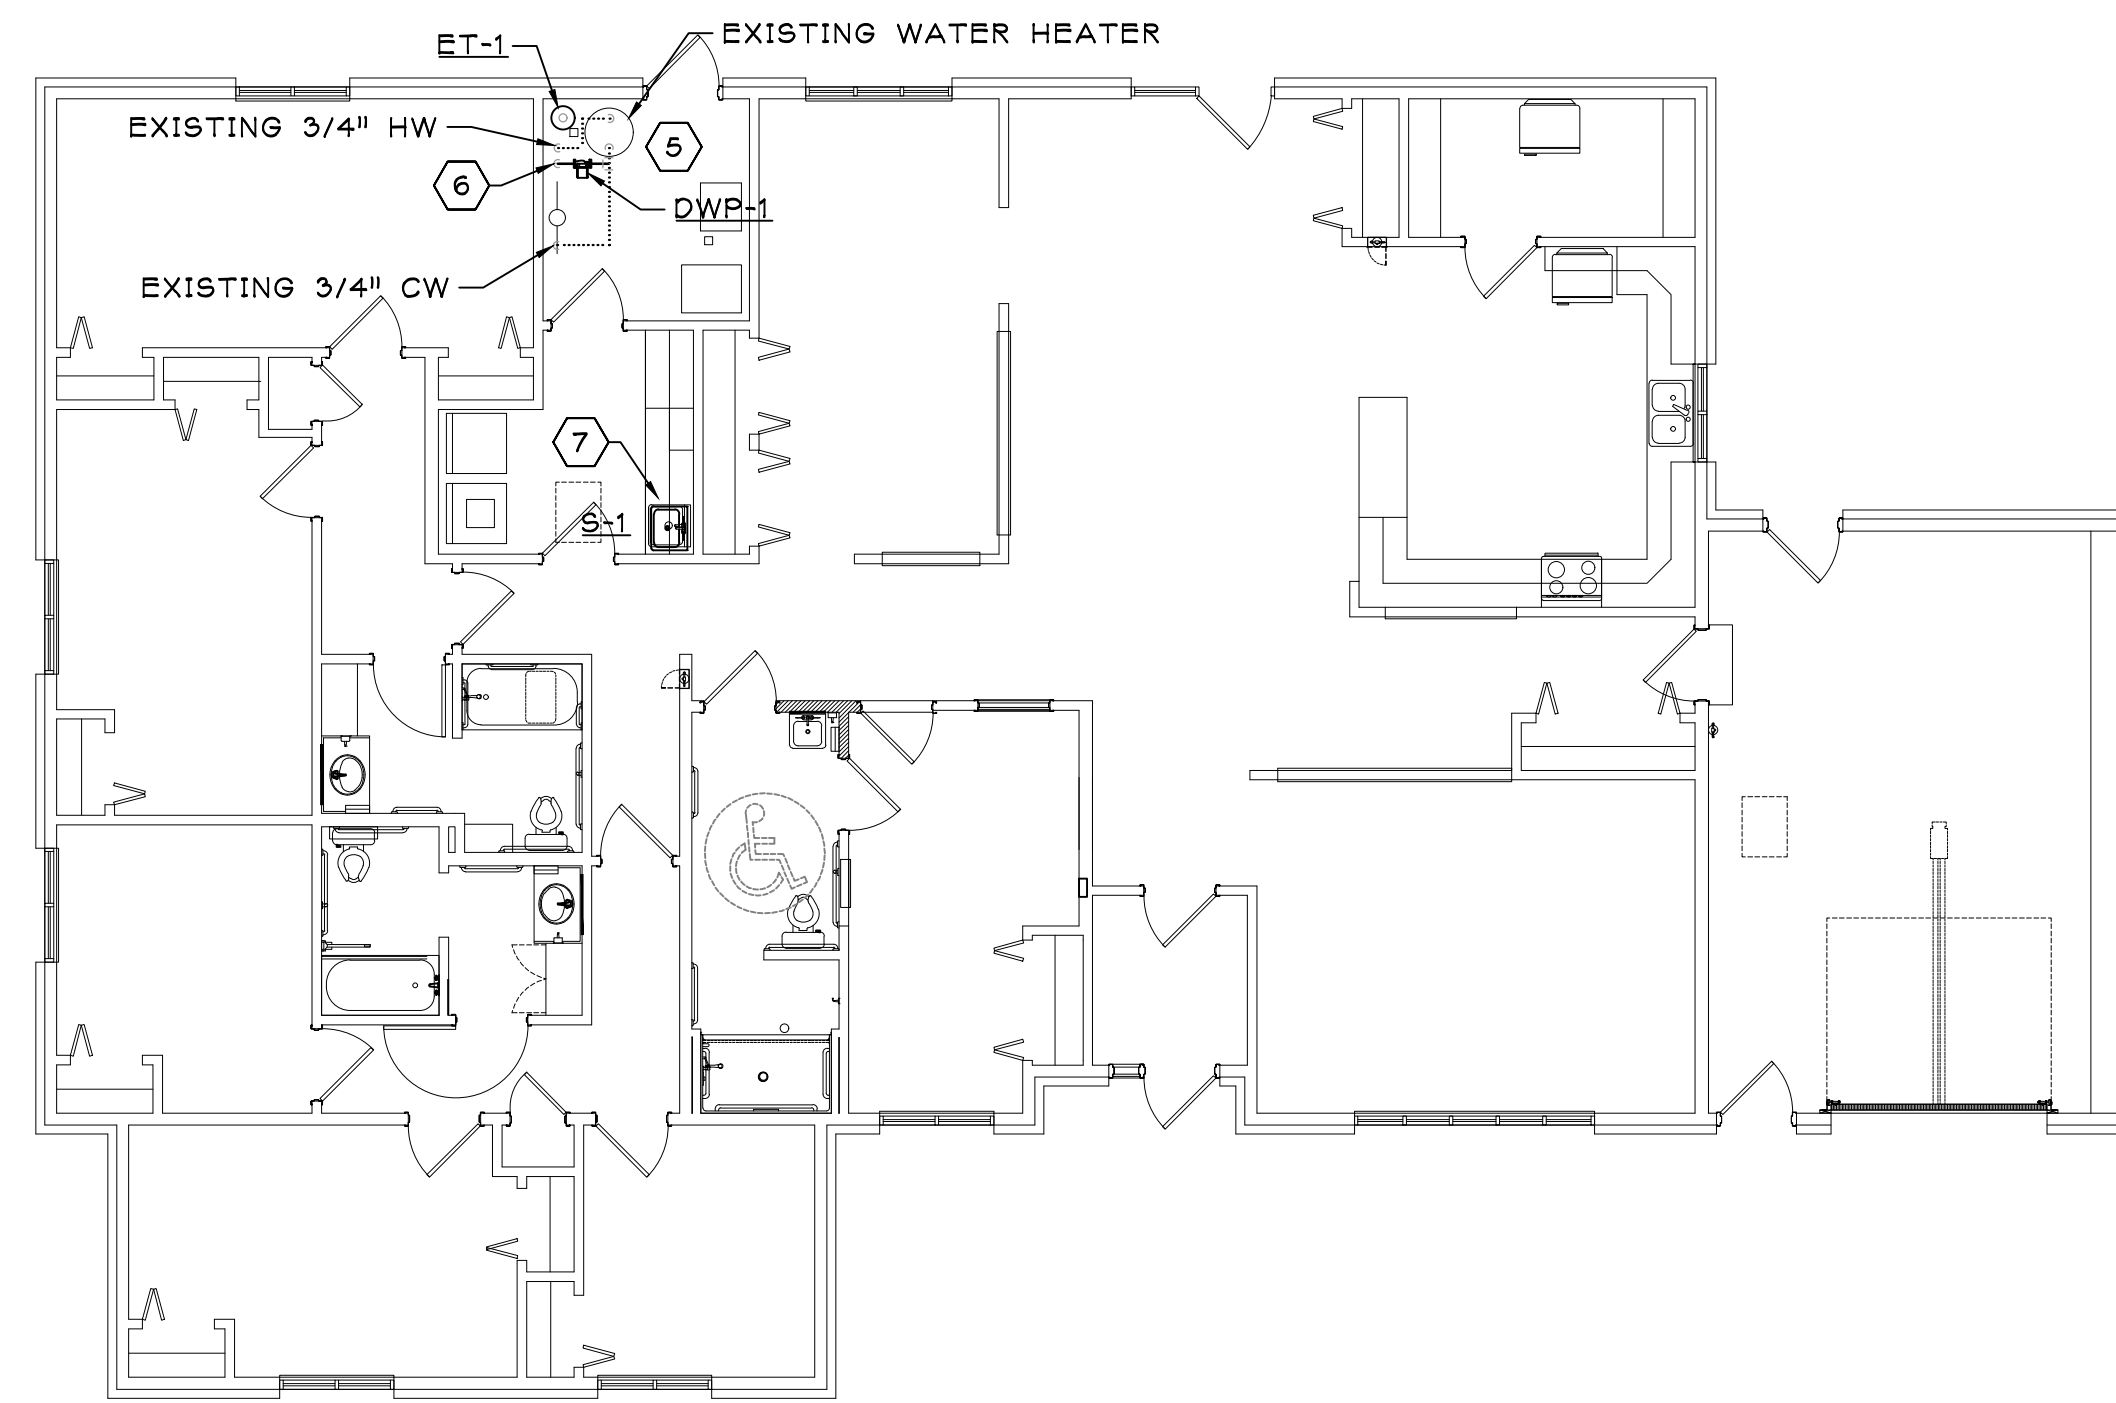 EXISTING WATER HEATER
ET-1
EXISTING 3/4" HW
5
6
DWP-1
EXISTING 3/4" CW
7
S-1